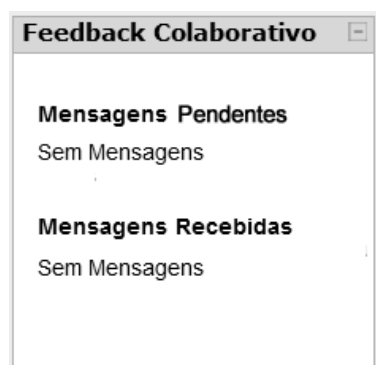 Feedback Colaborativo
Mensagens Pendentes
Sem Mensagens
Mensagens Recebidas
Sem Mensagens